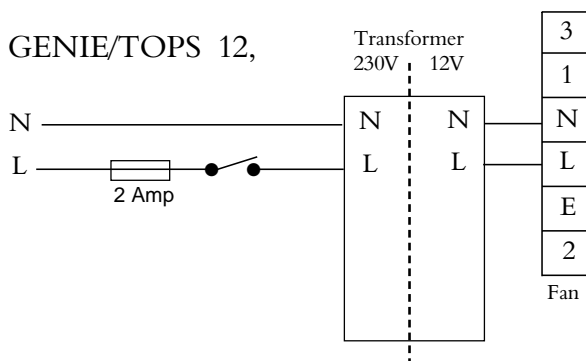 GENIE/TOPS 12,
Transformer
230V 12V
N
L
2 Amp
N N
L L
3
1
N
L
E
2
Fan